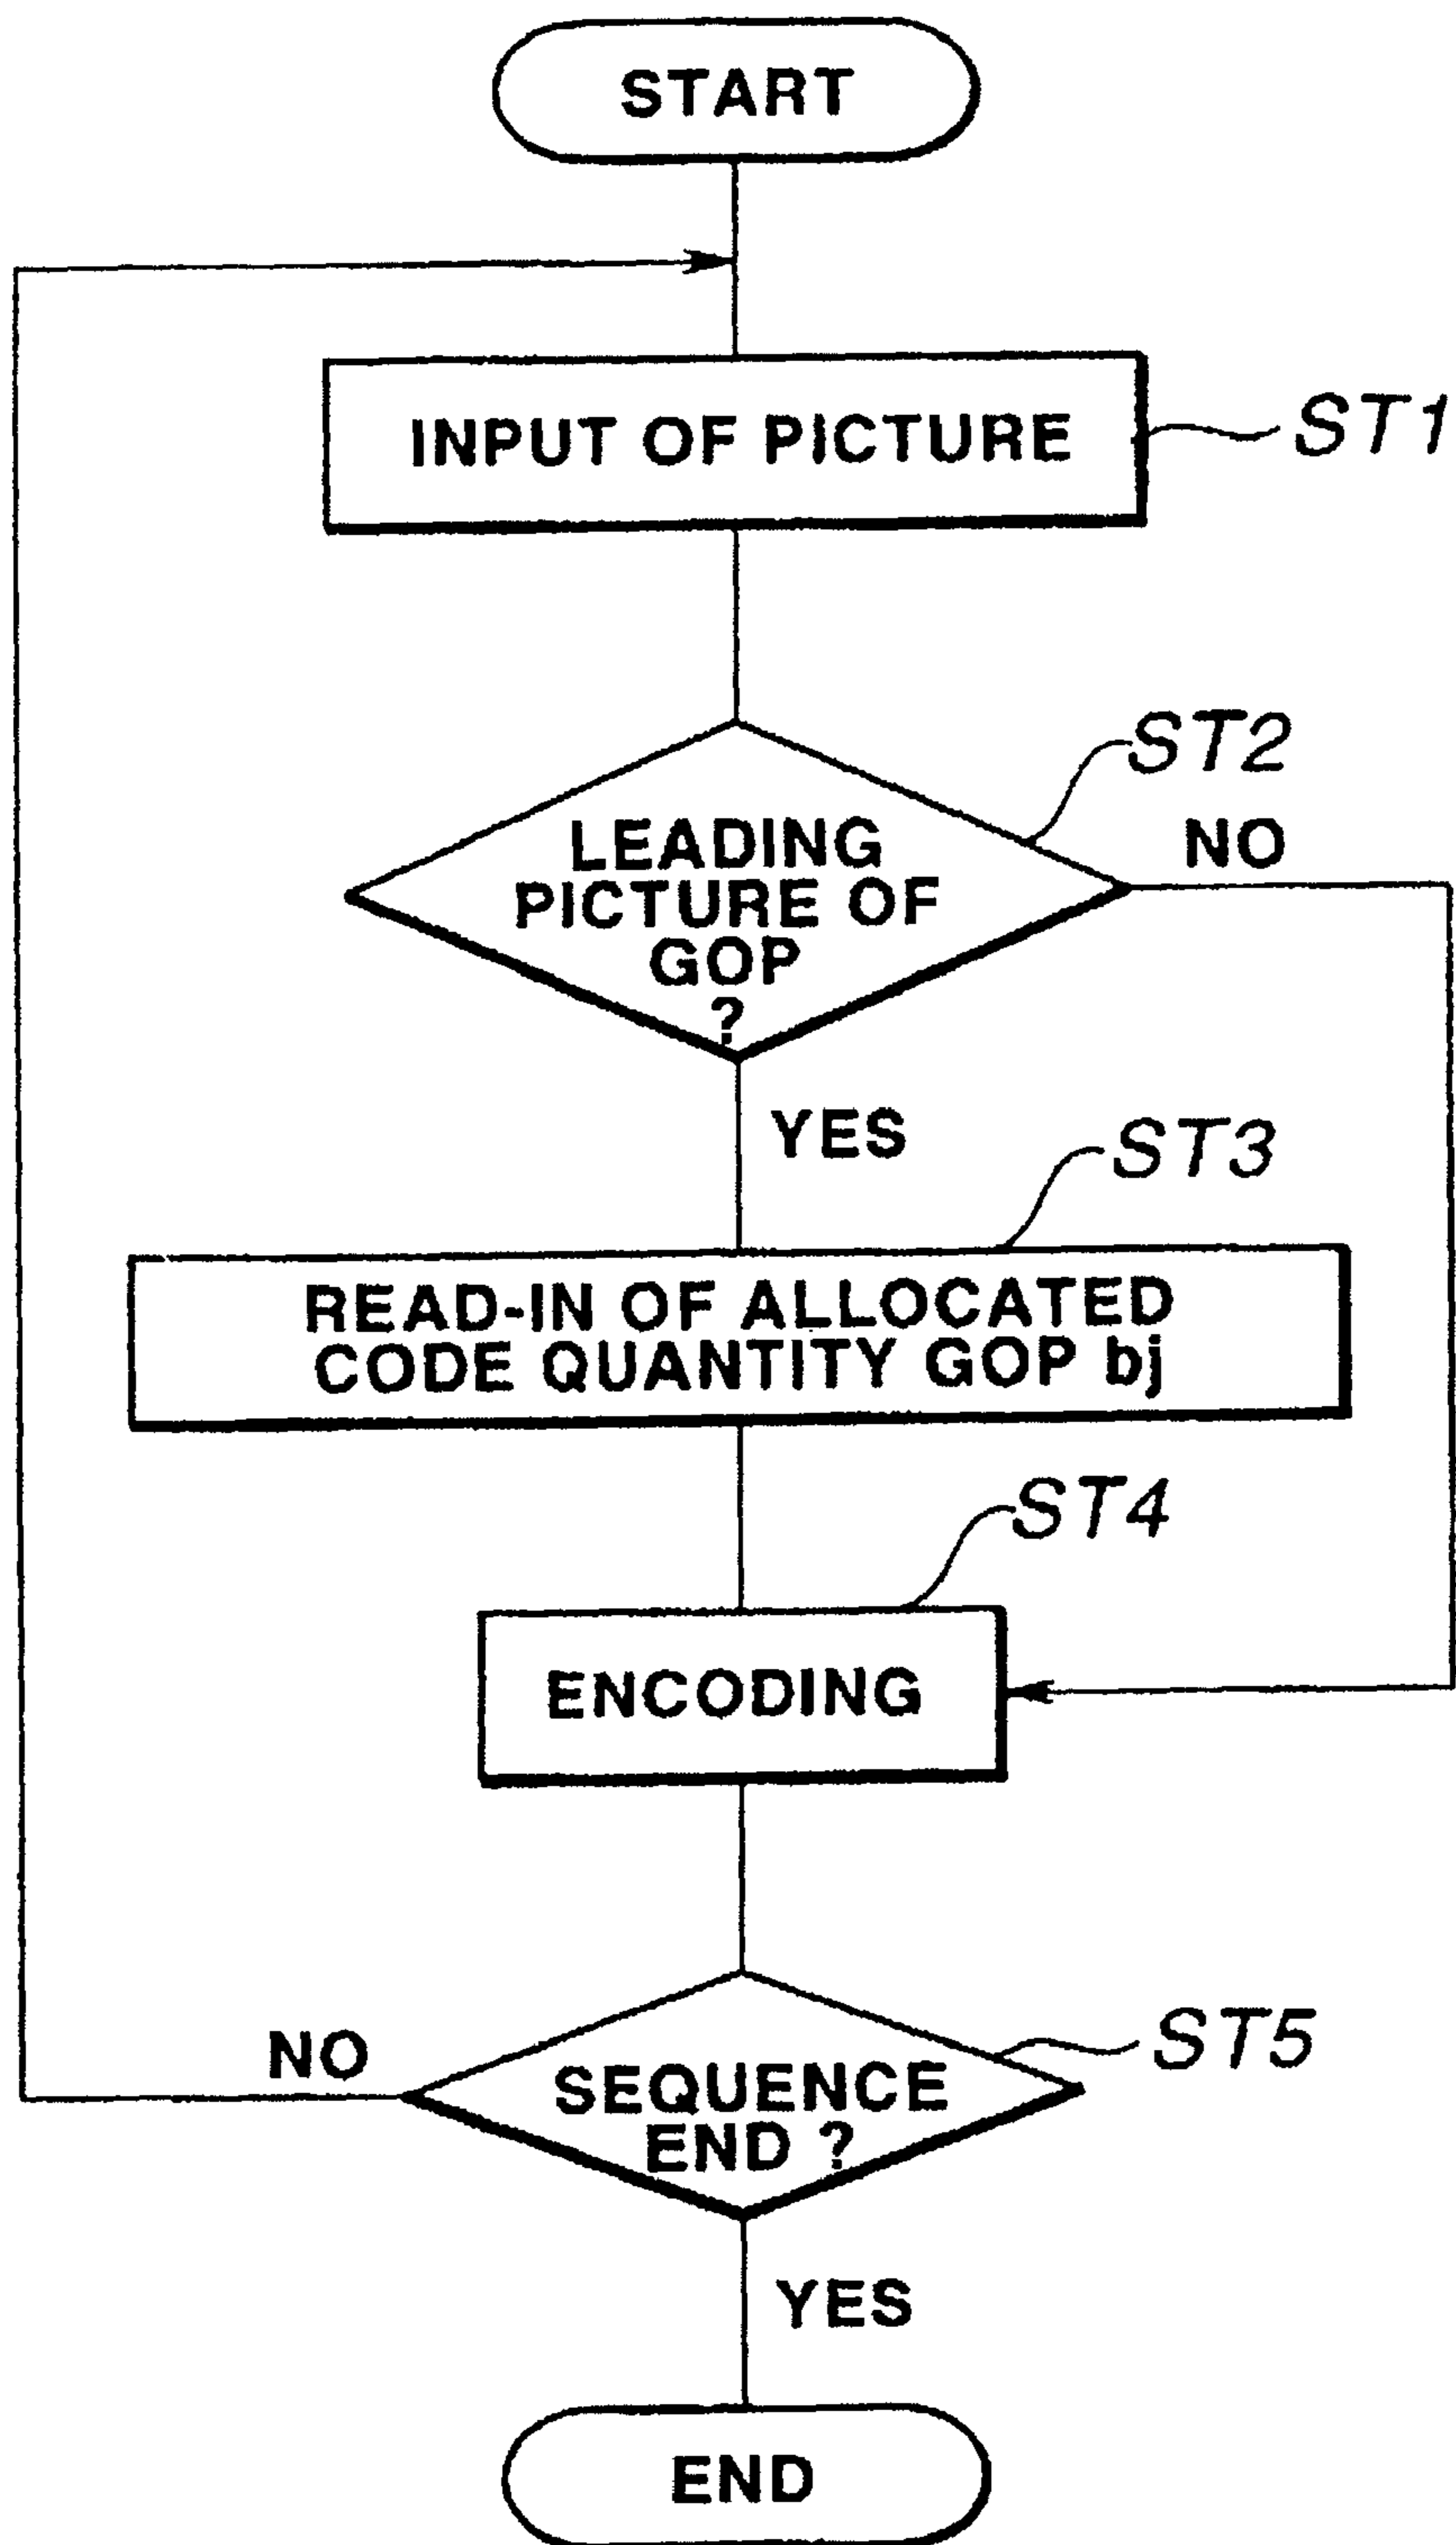 START
INPUT OF PICTURE
ST1
ST2
LEADING
PICTURE OF
GOP
?
NO
YES
ST3
READ-IN OF ALLOCATED
CODE QUANTITY GOP bj
ST4
ENCODING
NO
SEQUENCE
END ?
ST5
YES
END